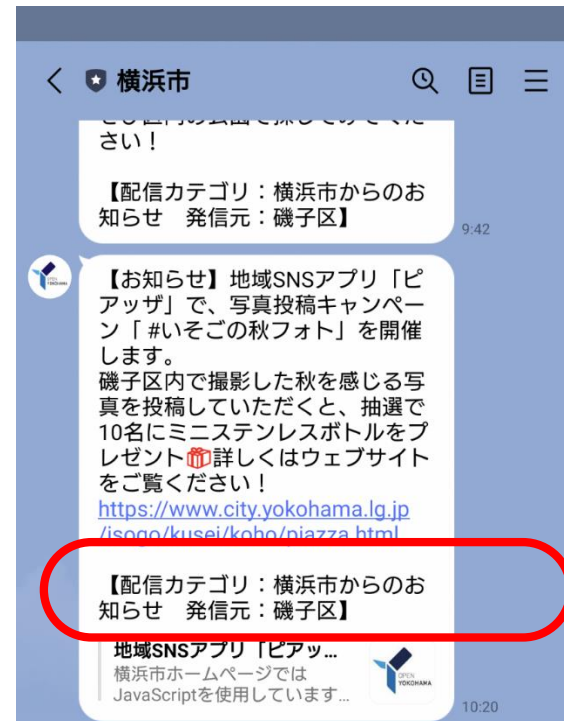 横浜市
さい！
【配信カテゴリ：横浜市からのお
知らせ　発信元：磯子区】
9:42
【お知らせ】地域SNSアプリ「ピ
アッザ」で、写真投稿キャンペー
ン「 #いそごの秋フォト」を開催
します。
磯子区内で撮影した秋を感じる写
真を投稿していただくと、抽選で
10名にミニステンレスボトルをプ
レゼント🎁詳しくはウェブサイト
をご覧ください！
https://www.city.yokohama.lg.jp
/isogo/kusei/koho/piazza.html
【配信カテゴリ：横浜市からのお
知らせ　発信元：磯子区】
地域SNSアプリ「ピアッ...
横浜市ホームページでは
JavaScriptを使用しています...
OPEN
YOKOHAMA
10:20